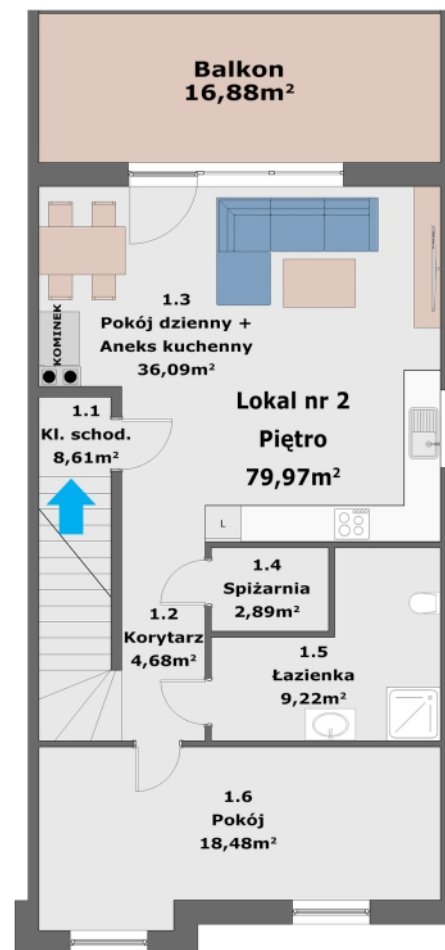 Balkon
16,88m²
1.3
Pokój dzienny +
Aneks kuchenny
36,09m²
KOMINEK
Lokal nr 2
Piętro
79,97m²
1.1
Kl. schod.
8,61m²
L
1.4
Spiżarnia
2,89m²
1.2
Korytarz
4,68m²
1.5
Łazienka
9,22m²
1.6
Pokój
18,48m²